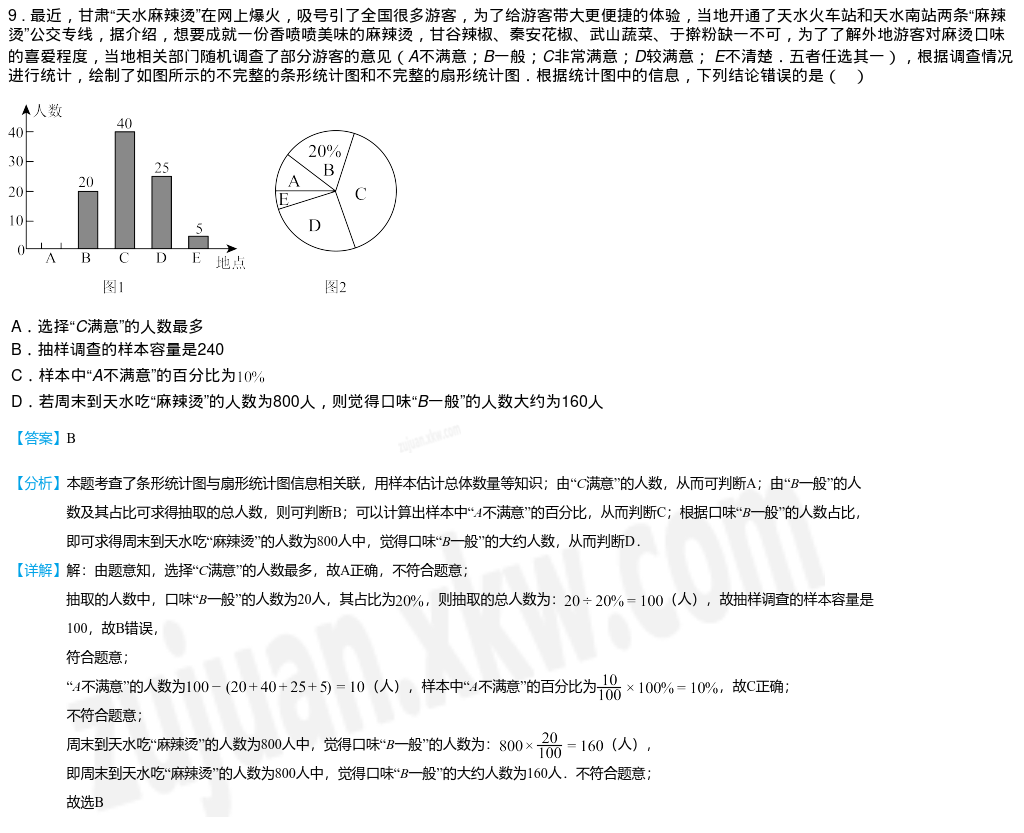 9．最近，甘肃“天水麻辣烫”在网上爆火，吸号引了全国很多游客，为了给游客带大更便捷的体验，当地开通了天水火车站和天水南站两条“麻辣
烫”公交专线，据介绍，想要成就一份香喷喷美味的麻辣烫，甘谷辣椒、秦安花椒、武山蔬菜、于擀粉缺一不可，为了了解外地游客对麻烫口味
的喜爱程度，当地相关部门随机调查了部分游客的意见（A不满意；B一般；C非常满意；D较满意； E不清楚．五者任选其一），根据调查情况
进行统计，绘制了如图所示的不完整的条形统计图和不完整的扇形统计图．根据统计图中的信息，下列结论错误的是（ ）
人数
40
30
20
10
0
20
40
25
5
A B C D E
地点
图1
20%
B
A
E
D
C
图2
A．选择“C满意”的人数最多
B．抽样调查的样本容量是240
C．样本中“A不满意”的百分比为10%
D．若周末到天水吃“麻辣烫”的人数为800人，则觉得口味“B一般”的人数大约为160人
【答案】B
zujuan.xkw.com
【分析】本题考查了条形统计图与扇形统计图信息相关联，用样本估计总体数量等知识；由“C满意”的人数，从而可判断A；由“B一般”的人
数及其占比可求得抽取的总人数，则可判断B；可以计算出样本中“A不满意”的百分比，从而判断C；根据口味“B一般”的人数占比，
即可求得周末到天水吃“麻辣烫”的人数为800人中，觉得口味“B一般”的大约人数，从而判断D．
【详解】解：由题意知，选择“C满意”的人数最多，故A正确，不符合题意；
抽取的人数中，口味“B一般”的人数为20人，其占比为20%，则抽取的总人数为：20÷20%=100（人），故抽样调查的样本容量是
100，故B错误，
符合题意；
“A不满意”的人数为100−(20+40+25+5)=10（人），样本中“A不满意”的百分比为10/100×100%=10%，故C正确；
不符合题意；
周末到天水吃“麻辣烫”的人数为800人中，觉得口味“B一般”的人数为：800×20/100=160（人），
即周末到天水吃“麻辣烫”的人数为800人中，觉得口味“B一般”的大约人数为160人．不符合题意；
故选B
zujuan.xkw.com